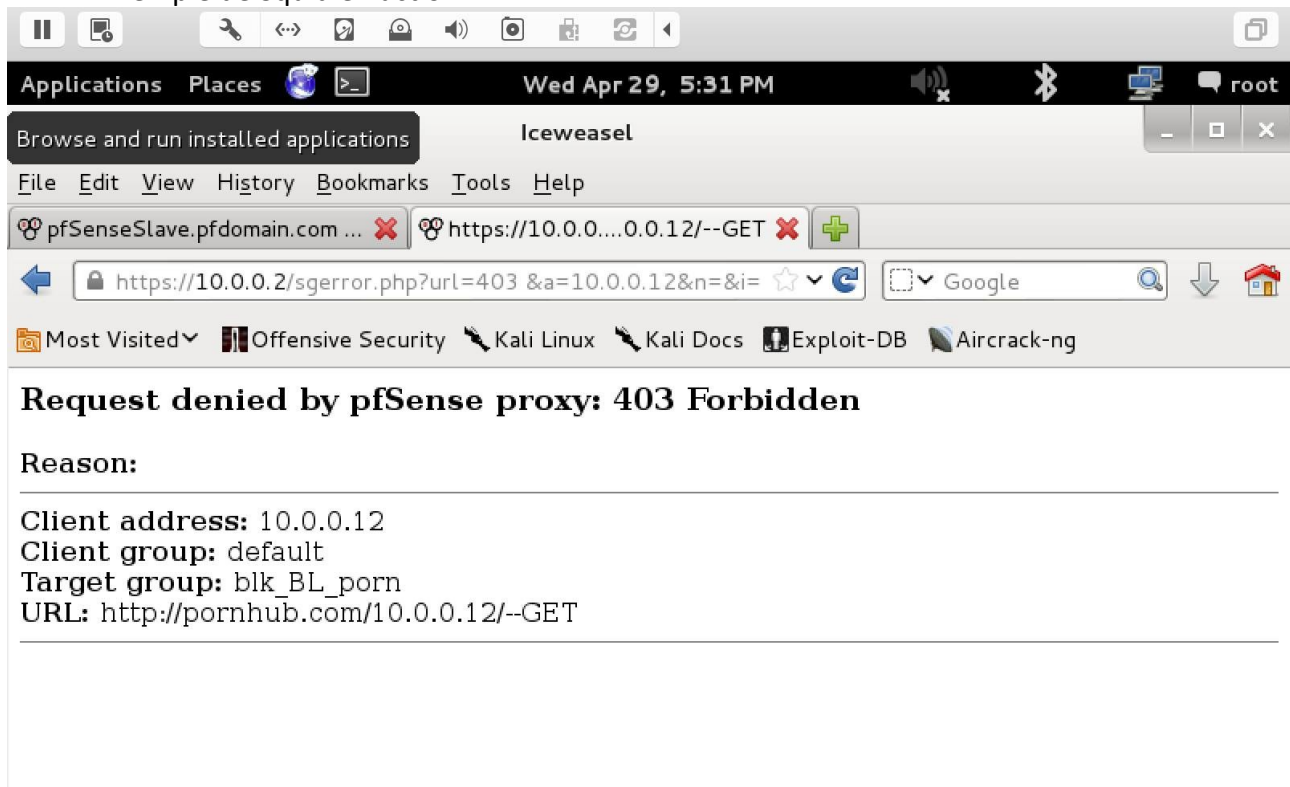 Applications Places Wed Apr 29, 5:31 PM root
Browse and run installed applications Iceweasel
File Edit View History Bookmarks Tools Help
pfSenseSlave.pfdomain.com ... https://10.0.0....0.0.12/--GET
https://10.0.0.2/sgerror.php?url=403 &a=10.0.0.12&n=&i= Google
Most Visited Offensive Security Kali Linux Kali Docs Exploit-DB Aircrack-ng
Request denied by pfSense proxy: 403 Forbidden
Reason:
Client address: 10.0.0.12
Client group: default
Target group: blk_BL_porn
URL: http://pornhub.com/10.0.0.12/--GET